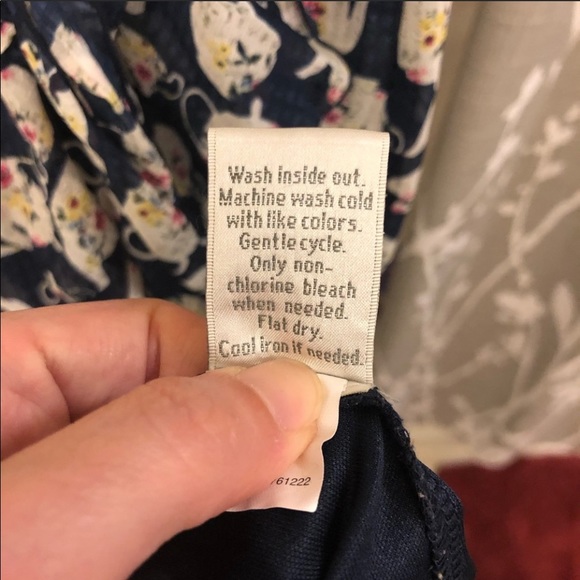 Wash inside out.
Machine wash cold
with like colors.
Gentle cycle.
Only non-
chlorine bleach
when needed.
Flat dry.
Cool iron if needed.
761222